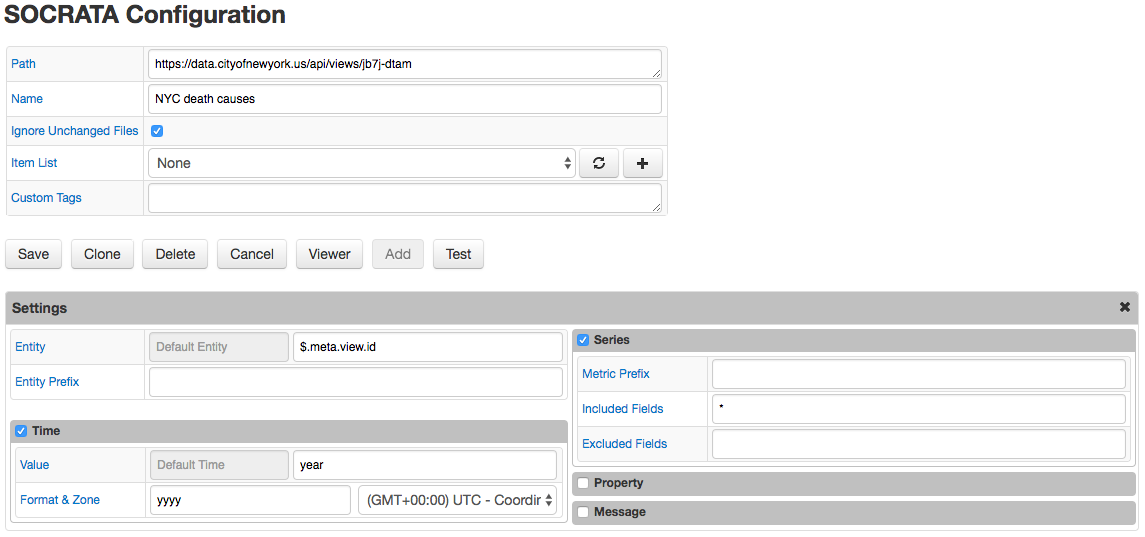 SOCRATA Configuration
Path https://data.cityofnewyork.us/api/views/jb7j-dtam
Name NYC death causes
Ignore Unchanged Files
Item List None
Custom Tags
Save Clone Delete Cancel Viewer Add Test
Settings
Entity Default Entity $.meta.view.id
Entity Prefix
Time
Value Default Time year
Format & Zone yyyy (GMT+00:00) UTC - Coordin
Series
Metric Prefix
Included Fields *
Excluded Fields
Property
Message